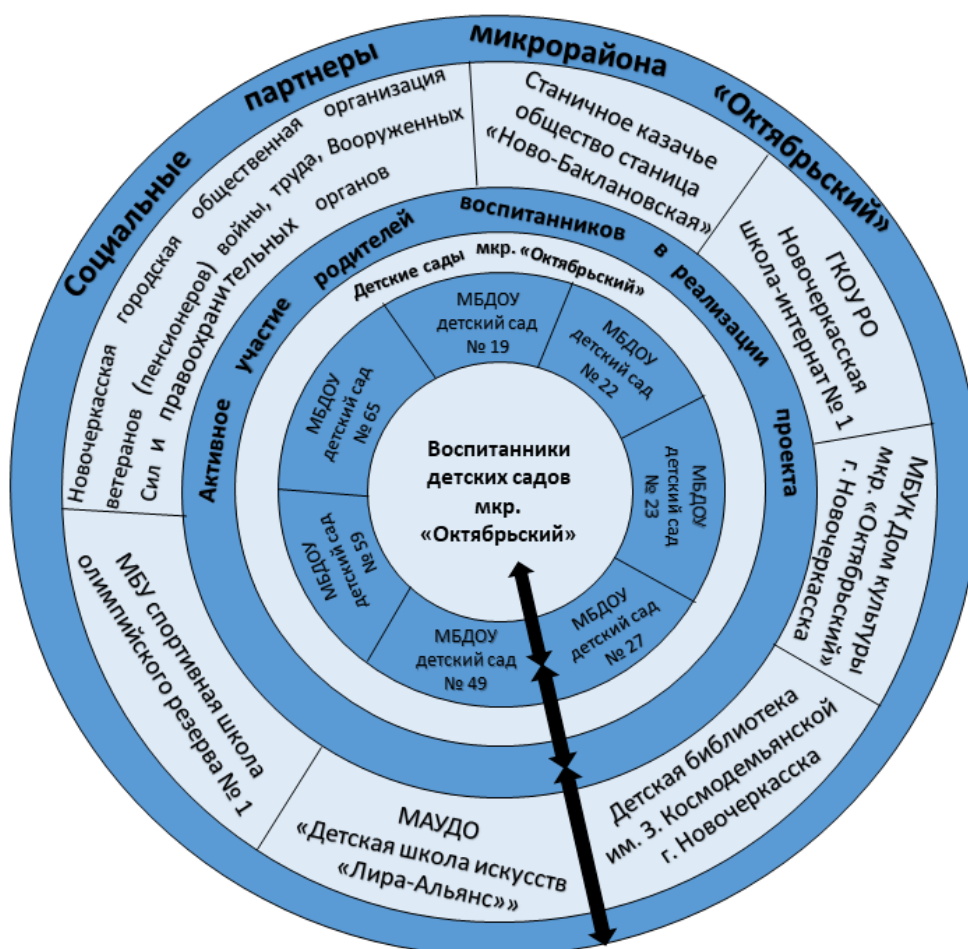 Социальные партнеры микрорайона «Октябрьский»
Новочеркасская городская общественная организация
ветеранов (пенсионеров) войны, труда, Вооруженных
Сил и правоохранительных органов
Станичное казачье
общество станица
«Ново-Баклановская»
ГКОУ РО
Новочеркасская
школа-интернат № 1
МБУК Дом культуры
мкр. «Октябрьский»
г. Новочеркасска
Детская библиотека
им. З. Космодемьянской
г. Новочеркасска
МАУДО
«Детская школа искусств
«Лира-Альянс»»
МБУ спортивная школа
олимпийского резерва № 1
Активное участие родителей воспитанников в реализации проекта
Детские сады мкр. «Октябрьский»
МБДОУ
детский сад
№ 19
МБДОУ
детский сад
№ 22
МБДОУ
детский сад
№ 23
МБДОУ
детский сад
№ 27
МБДОУ
детский сад
№ 49
МБДОУ
детский сад
№ 59
МБДОУ
детский сад
№ 65
Воспитанники
детских садов
мкр.
«Октябрьский»